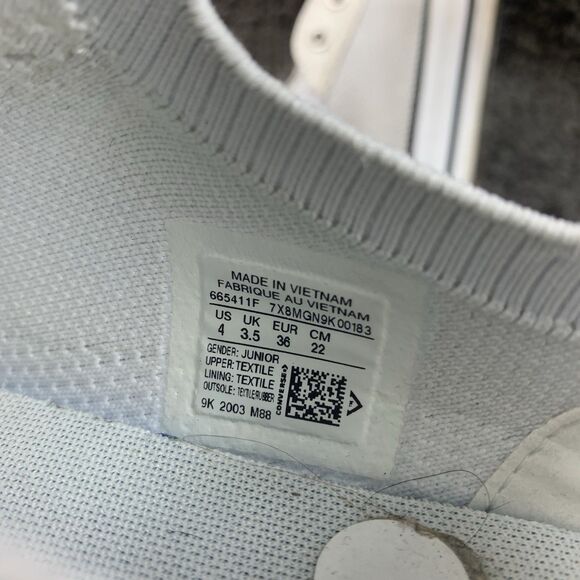 MADE IN VIETNAM
FABRIQUE AU VIETNAM
665411F 7X8MGN9K00183
US UK EUR CM
4 3.5 36 22
GENDER: JUNIOR
UPPER: TEXTILE
LINING: TEXTILE
OUTSOLE: TEXTILE/RUBBER
9K 2003 M88
CONVERSE